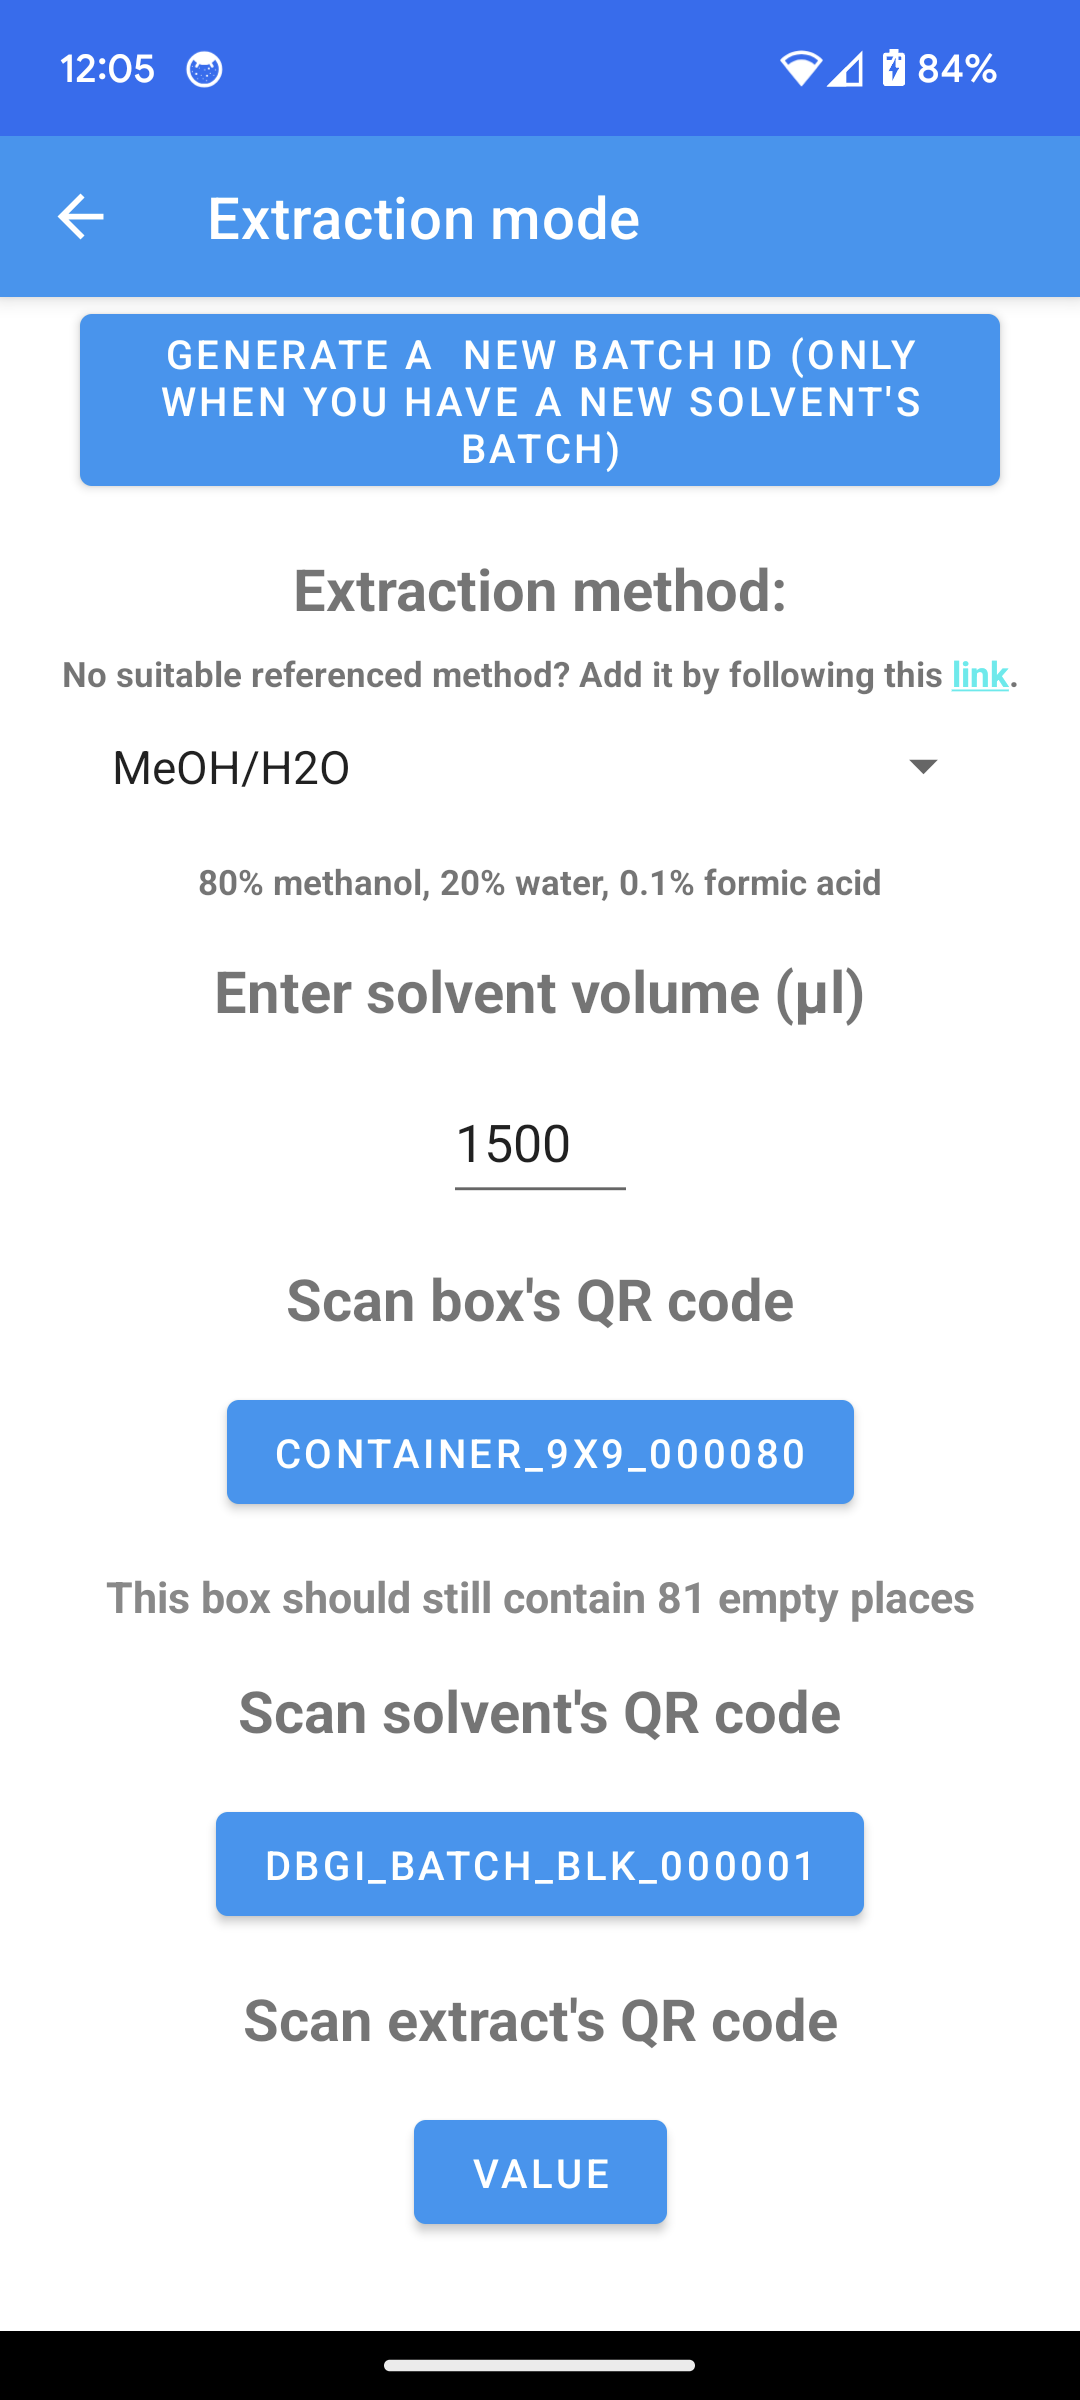 12:05 84%
Extraction mode
GENERATE A  NEW BATCH ID (ONLY
WHEN YOU HAVE A NEW SOLVENT'S
BATCH)
Extraction method:
No suitable referenced method? Add it by following this link.
MeOH/H2O
80% methanol, 20% water, 0.1% formic acid
Enter solvent volume (µl)
1500
Scan box's QR code
CONTAINER_9X9_000080
This box should still contain 81 empty places
Scan solvent's QR code
DBGI_BATCH_BLK_000001
Scan extract's QR code
VALUE